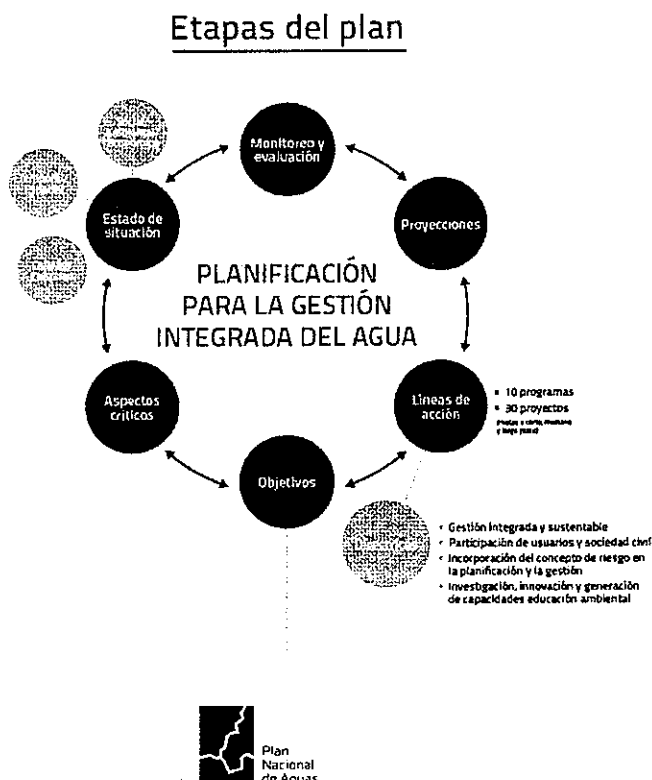 Etapas del plan
Monitoreo y
evaluación
Estado de
situación
Proyecciones
PLANIFICACIÓN
PARA LA GESTIÓN
INTEGRADA DEL AGUA
Aspectos
críticos
Líneas de
acción
• 10 programas
• 30 proyectos
Objetivos
• Gestión integrada y sustentable
• Participación de usuarios y sociedad civil
• Incorporación del concepto de riesgo en
la planificación y la gestión
• Investigación, innovación y generación
de capacidades educación ambiental
Plan
Nacional
de Aguas